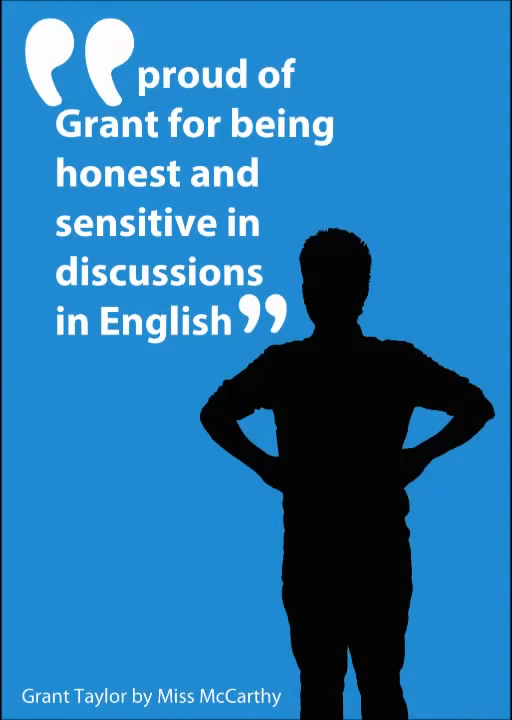 “proud of
Grant for being
honest and
sensitive in
discussions
in English”
Grant Taylor by Miss McCarthy